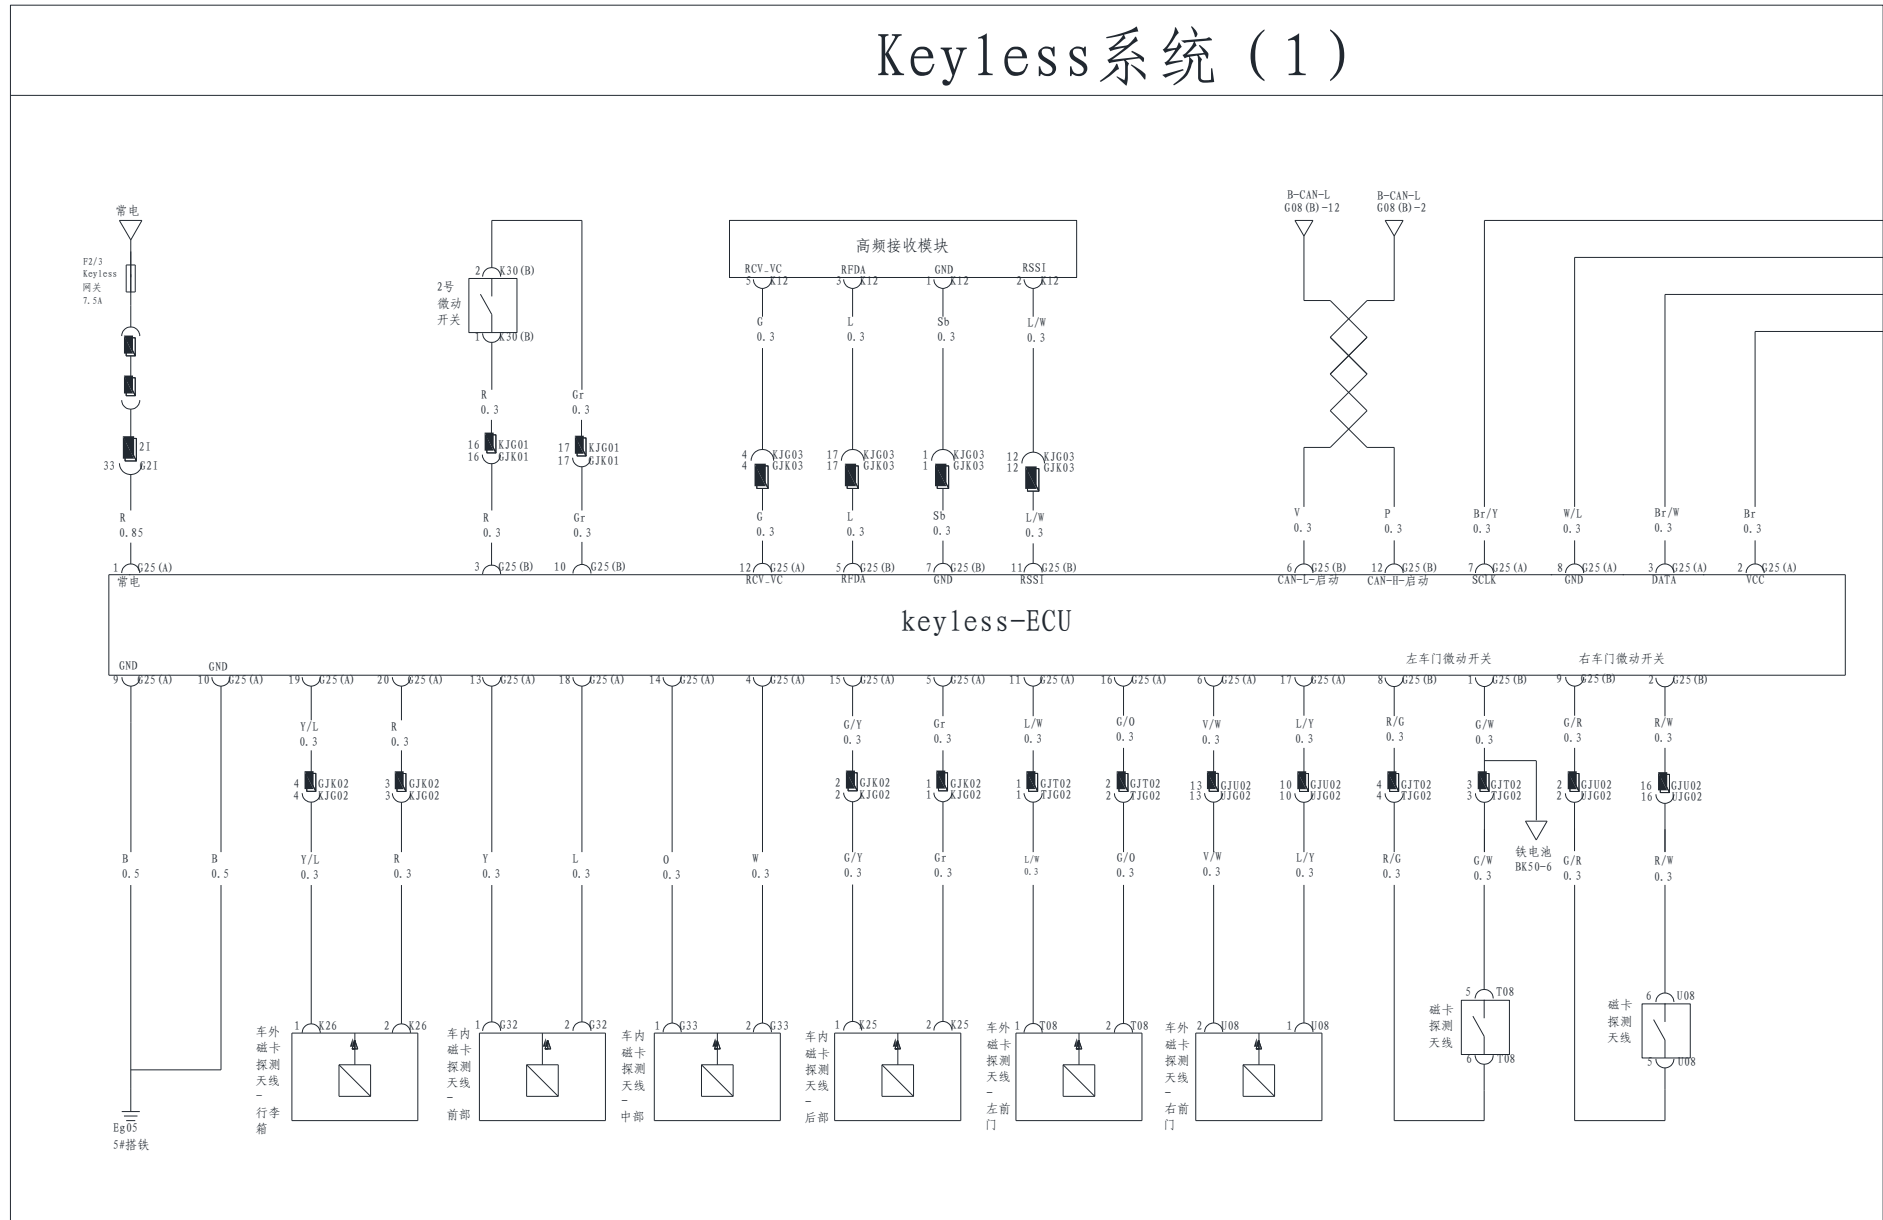 Keyless系统 (1)
常电
F2/3
Keyless
网关
7.5A
2I
33 G2I
R
0.85
1 G25(A)
常电
2 K30(B)
2号
微动
开关
1 K30(B)
R
0.3
Gr
0.3
16 KJG01
16 GJK01
17 KJG01
17 GJK01
R
0.3
Gr
0.3
3 G25(B)
10 G25(B)
高频接收模块
RCV_VC
RFDA
GND
RSSI
5 K12
3 K12
1 K12
2 K12
G
0.3
L
0.3
Sb
0.3
L/W
0.3
4 KJG03
4 GJK03
17 KJG03
17 GJK03
1 KJG03
1 GJK03
12 KJG03
12 GJK03
G
0.3
L
0.3
Sb
0.3
L/W
0.3
12 G25(A)
RCV_VC
5 G25(B)
RFDA
7 G25(B)
GND
11 G25(B)
RSSI
B-CAN-L
G08(B)-12
B-CAN-L
G08(B)-2
V
0.3
P
0.3
Br/Y
0.3
W/L
0.3
Br/W
0.3
Br
0.3
6 G25(B)
CAN-L-启动
12 G25(B)
CAN-H-启动
7 G25(A)
SCLK
8 G25(A)
GND
3 G25(A)
DATA
2 G25(A)
VCC
keyless-ECU
GND
GND
左车门微动开关
右车门微动开关
9 G25(A)
10 G25(A)
19 G25(A)
20 G25(A)
13 G25(A)
18 G25(A)
14 G25(A)
4 G25(A)
15 G25(A)
5 G25(A)
11 G25(A)
16 G25(A)
6 G25(A)
17 G25(A)
8 G25(B)
1 G25(B)
9 G25(B)
2 G25(B)
Y/L
0.3
R
0.3
G/Y
0.3
Gr
0.3
L/W
0.3
G/O
0.3
V/W
0.3
L/Y
0.3
R/G
0.3
G/W
0.3
G/R
0.3
R/W
0.3
4 GJK02
4 KJG02
3 GJK02
3 KJG02
2 GJK02
2 KJG02
1 GJK02
1 KJG02
1 GJT02
1 TJG02
2 GJT02
2 TJG02
13 GJU02
13 UJG02
10 GJU02
10 UJG02
4 GJT02
4 TJG02
3 GJT02
3 TJG02
2 GJU02
2 UJG02
16 GJU02
16 UJG02
铁电池
BK50-6
B
0.5
B
0.5
Y/L
0.3
R
0.3
Y
0.3
L
0.3
O
0.3
W
0.3
G/Y
0.3
Gr
0.3
L/W
0.3
G/O
0.3
V/W
0.3
L/Y
0.3
R/G
0.3
G/W
0.3
G/R
0.3
R/W
0.3
Eg05
5#搭铁
1 K26
2 K26
车外
磁卡
探测
天线
-
行李
箱
1 G32
2 G32
车内
磁卡
探测
天线
-
前部
1 G33
2 G33
车内
磁卡
探测
天线
-
中部
1 K25
2 K25
车内
磁卡
探测
天线
-
后部
1 T08
2 T08
车外
磁卡
探测
天线
-
左前
门
2 U08
1 U08
车外
磁卡
探测
天线
-
右前
门
5 T08
磁卡
探测
天线
6 T08
6 U08
磁卡
探测
天线
5 U08